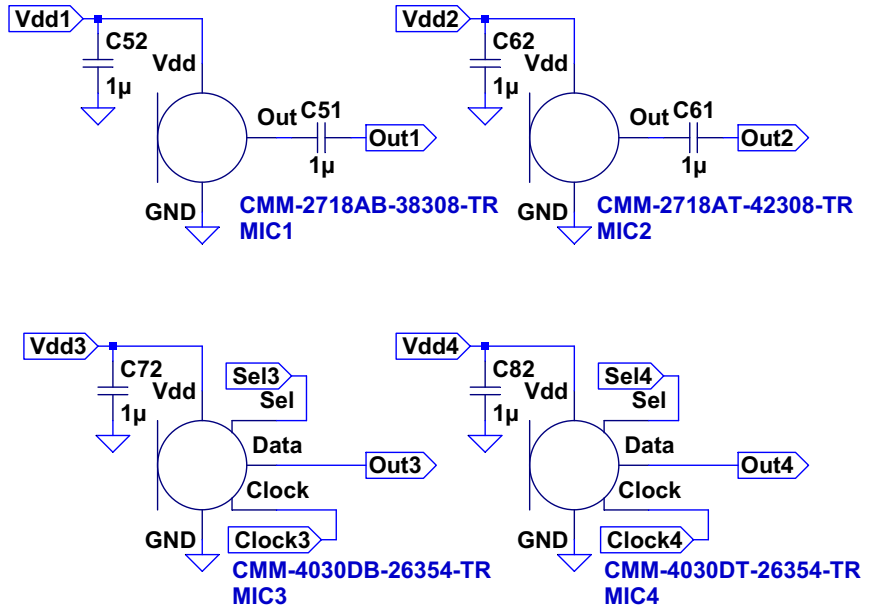 Vdd1
C52
Vdd
1µ
Out
C51
1µ
Out1
GND
CMM-2718AB-38308-TR
MIC1
Vdd2
C62
Vdd
1µ
Out
C61
1µ
Out2
GND
CMM-2718AT-42308-TR
MIC2
Vdd3
C72
Vdd
1µ
Sel3
Sel
Data
Out3
Clock
GND
Clock3
CMM-4030DB-26354-TR
MIC3
Vdd4
C82
Vdd
1µ
Sel4
Sel
Data
Out4
Clock
GND
Clock4
CMM-4030DT-26354-TR
MIC4